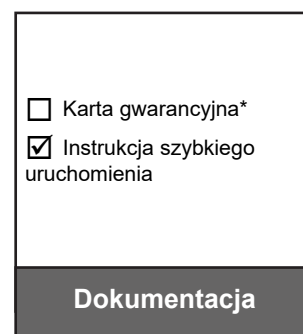 ☐ Karta gwarancyjna*
☑ Instrukcja szybkiego
uruchomienia
Dokumentacja